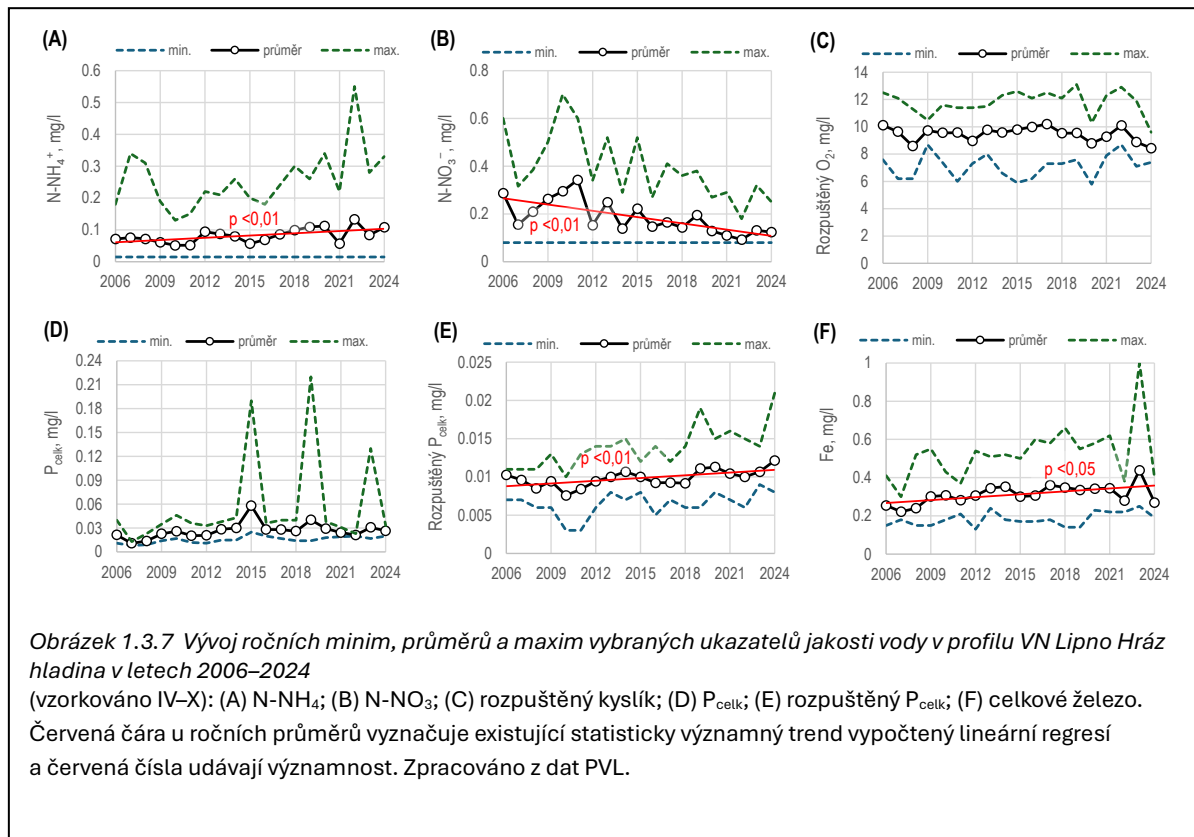 (A)
min. průměr max.
N-NH₄⁺, mg/l
0.6
0.5
0.4
0.3
0.2
0.1
0
p <0,01
2006 2009 2012 2015 2018 2021 2024
(B)
min. průměr max.
N-NO₃⁻, mg/l
0.8
0.6
0.4
0.2
0
p <0,01
2006 2009 2012 2015 2018 2021 2024
(C)
min. průměr max.
Rozpuštěný O₂, mg/l
14
12
10
8
6
4
2
0
2006 2009 2012 2015 2018 2021 2024
(D)
min. průměr max.
P_celk, mg/l
0.24
0.21
0.18
0.15
0.12
0.09
0.06
0.03
0
2006 2009 2012 2015 2018 2021 2024
(E)
min. průměr max.
Rozpuštěný P_celk, mg/l
0.025
0.02
0.015
0.01
0.005
0
p <0,01
2006 2009 2012 2015 2018 2021 2024
(F)
min. průměr max.
Fe, mg/l
1
0.8
0.6
0.4
0.2
0
p <0,05
2006 2009 2012 2015 2018 2021 2024
Obrázek 1.3.7 Vývoj ročních minim, průměrů a maxim vybraných ukazatelů jakosti vody v profilu VN Lipno Hráz
hladina v letech 2006–2024
(vzorkováno IV–X): (A) N-NH₄; (B) N-NO₃; (C) rozpuštěný kyslík; (D) P_celk; (E) rozpuštěný P_celk; (F) celkové železo.
Červená čára u ročních průměrů vyznačuje existující statisticky významný trend vypočtený lineární regresí
a červená čísla udávají významnost. Zpracováno z dat PVL.